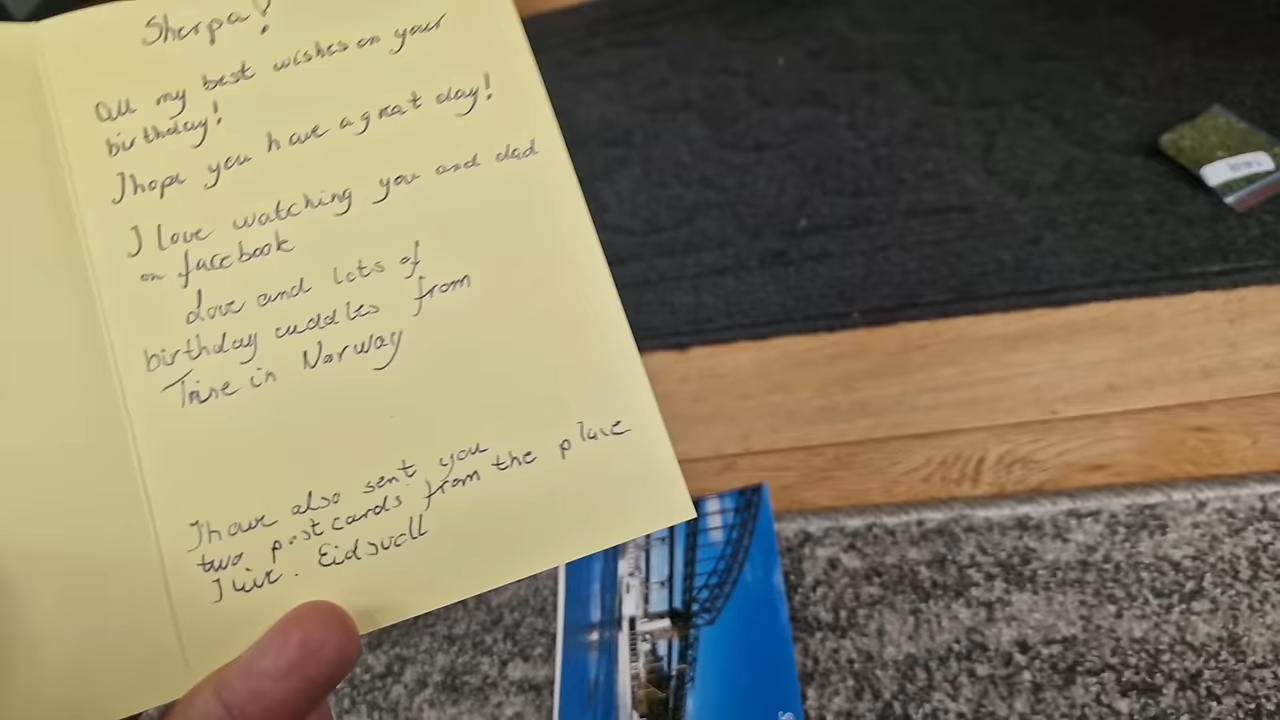 Sherpa!
All my best wishes on your
birthday!
I hope you have a great day!
I love watching you and dad
on facebook
Love and lots of
birthday cuddles from
Trine in Norway
I have also sent you
two postcards from the place
I live. Eidsvoll